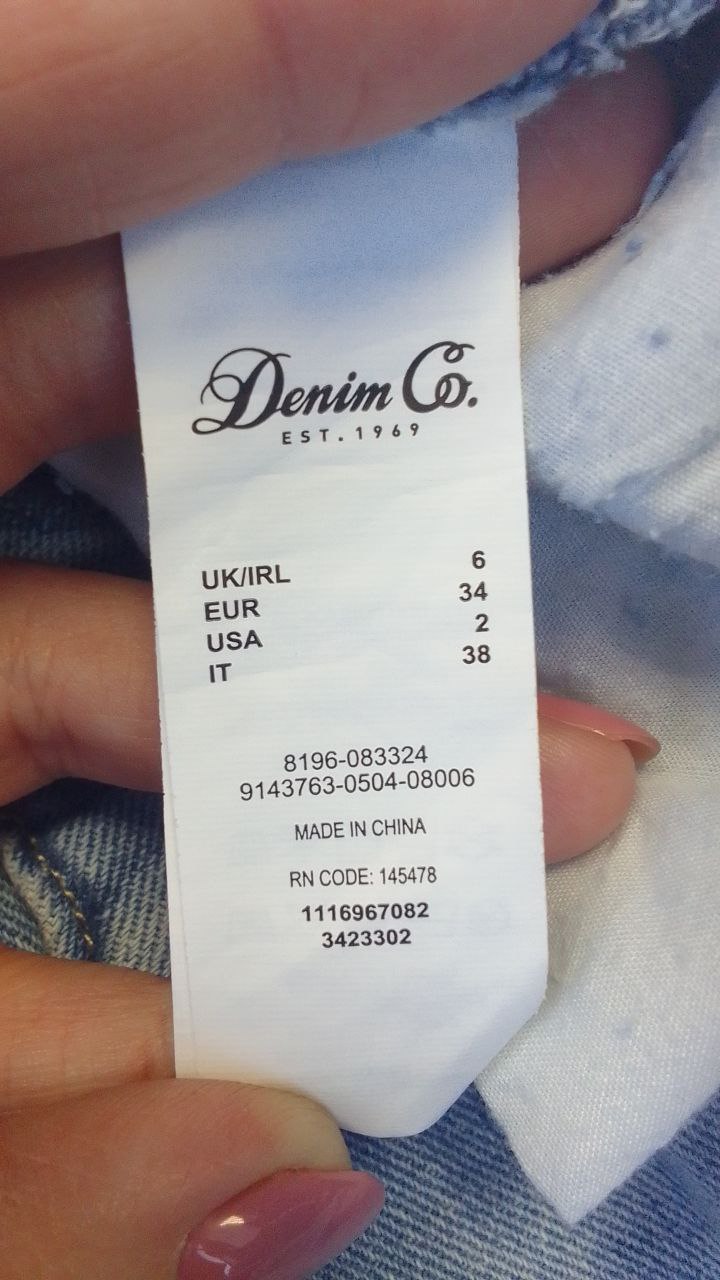 Denim Co.
EST. 1969
UK/IRL 6
EUR 34
USA 2
IT 38
8196-083324
9143763-0504-08006
MADE IN CHINA
RN CODE: 145478
1116967082
3423302